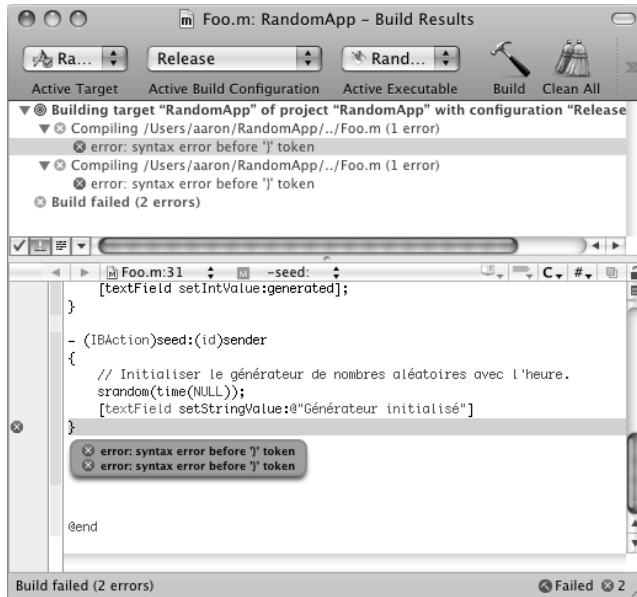 Foo.m: RandomApp – Build Results
Ra... Release Rand...
Active Target Active Build Configuration Active Executable Build Clean All
Building target “RandomApp” of project “RandomApp” with configuration “Release
Compiling /Users/aaron/RandomApp/../Foo.m (1 error)
error: syntax error before '}' token
Compiling /Users/aaron/RandomApp/../Foo.m (1 error)
error: syntax error before '}' token
Build failed (2 errors)
Foo.m:31 M -seed: C #
[textField setIntValue:generated];
}
- (IBAction)seed:(id)sender
{
// Initialiser le générateur de nombres aléatoires avec l'heure.
srandom(time(NULL));
[textField setStringValue:@"Générateur initialisé"]
}
error: syntax error before '}' token
error: syntax error before '}' token
@end
Build failed (2 errors) Failed 2